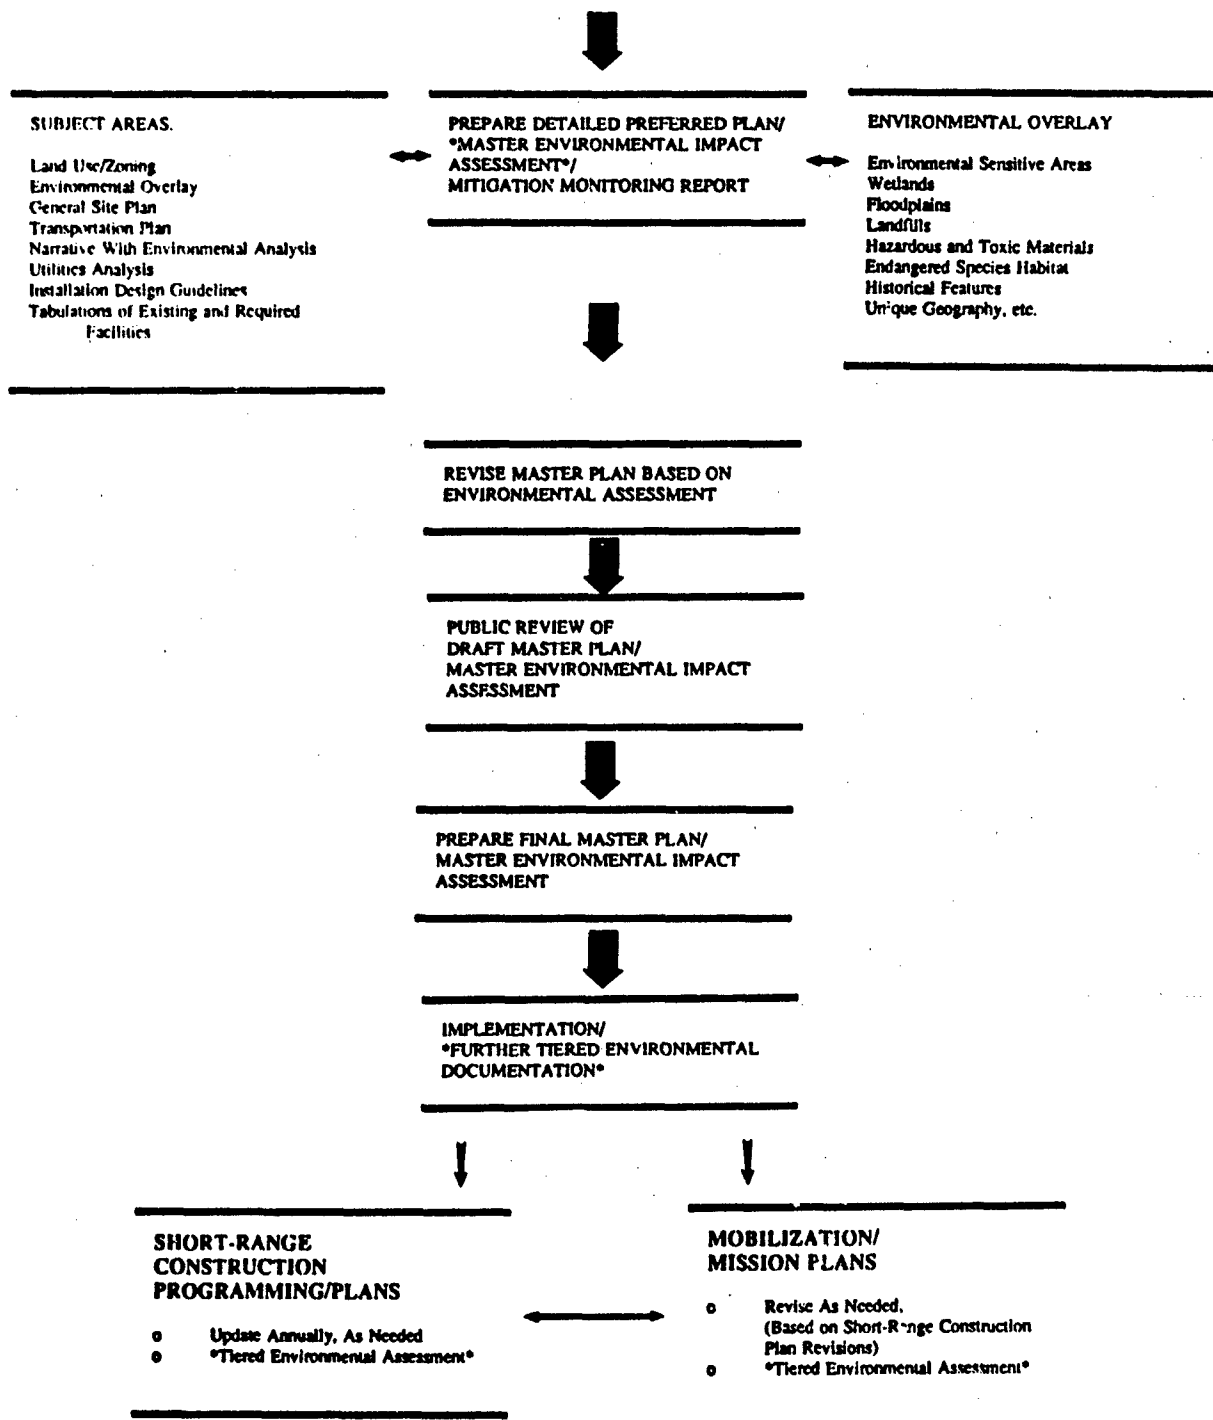 SUBJECT AREAS.
Land Use/Zoning
Environmental Overlay
General Site Plan
Transportation Plan
Narrative With Environmental Analysis
Utilities Analysis
Installation Design Guidelines
Tabulations of Existing and Required
Facilities
PREPARE DETAILED PREFERRED PLAN/
*MASTER ENVIRONMENTAL IMPACT
ASSESSMENT*/
MITIGATION MONITORING REPORT
ENVIRONMENTAL OVERLAY
Environmental Sensitive Areas
Wetlands
Floodplains
Landfills
Hazardous and Toxic Materials
Endangered Species Habitat
Historical Features
Unique Geography, etc.
REVISE MASTER PLAN BASED ON
ENVIRONMENTAL ASSESSMENT
PUBLIC REVIEW OF
DRAFT MASTER PLAN/
MASTER ENVIRONMENTAL IMPACT
ASSESSMENT
PREPARE FINAL MASTER PLAN/
MASTER ENVIRONMENTAL IMPACT
ASSESSMENT
IMPLEMENTATION/
*FURTHER TIERED ENVIRONMENTAL
DOCUMENTATION*
SHORT-RANGE
CONSTRUCTION
PROGRAMMING/PLANS
o Update Annually, As Needed
o *Tiered Environmental Assessment*
MOBILIZATION/
MISSION PLANS
o Revise As Needed,
(Based on Short-Range Construction
Plan Revisions)
o *Tiered Environmental Assessment*